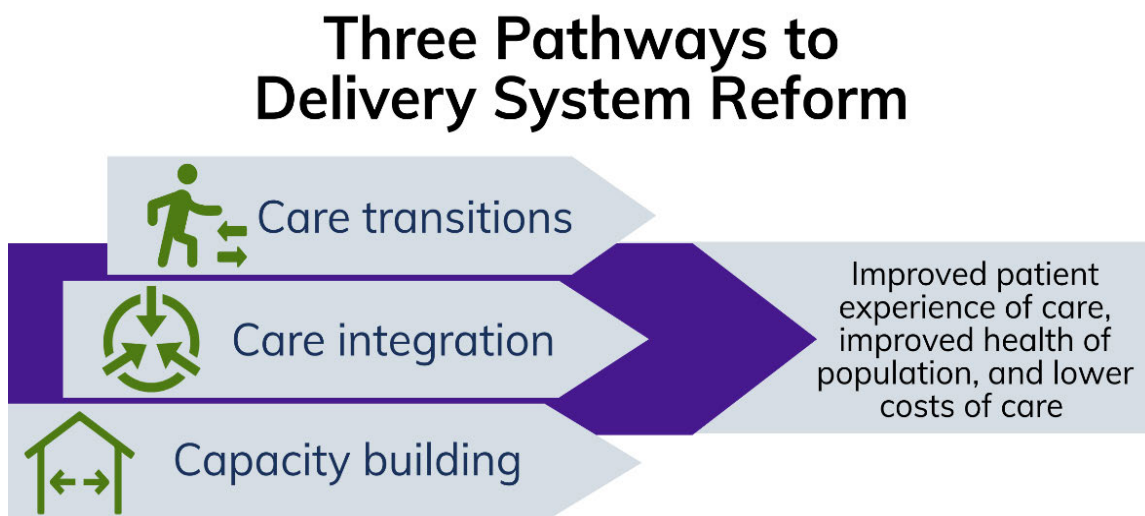 Three Pathways to
Delivery System Reform
Care transitions
Care integration
Capacity building
Improved patient
experience of care,
improved health of
population, and lower
costs of care